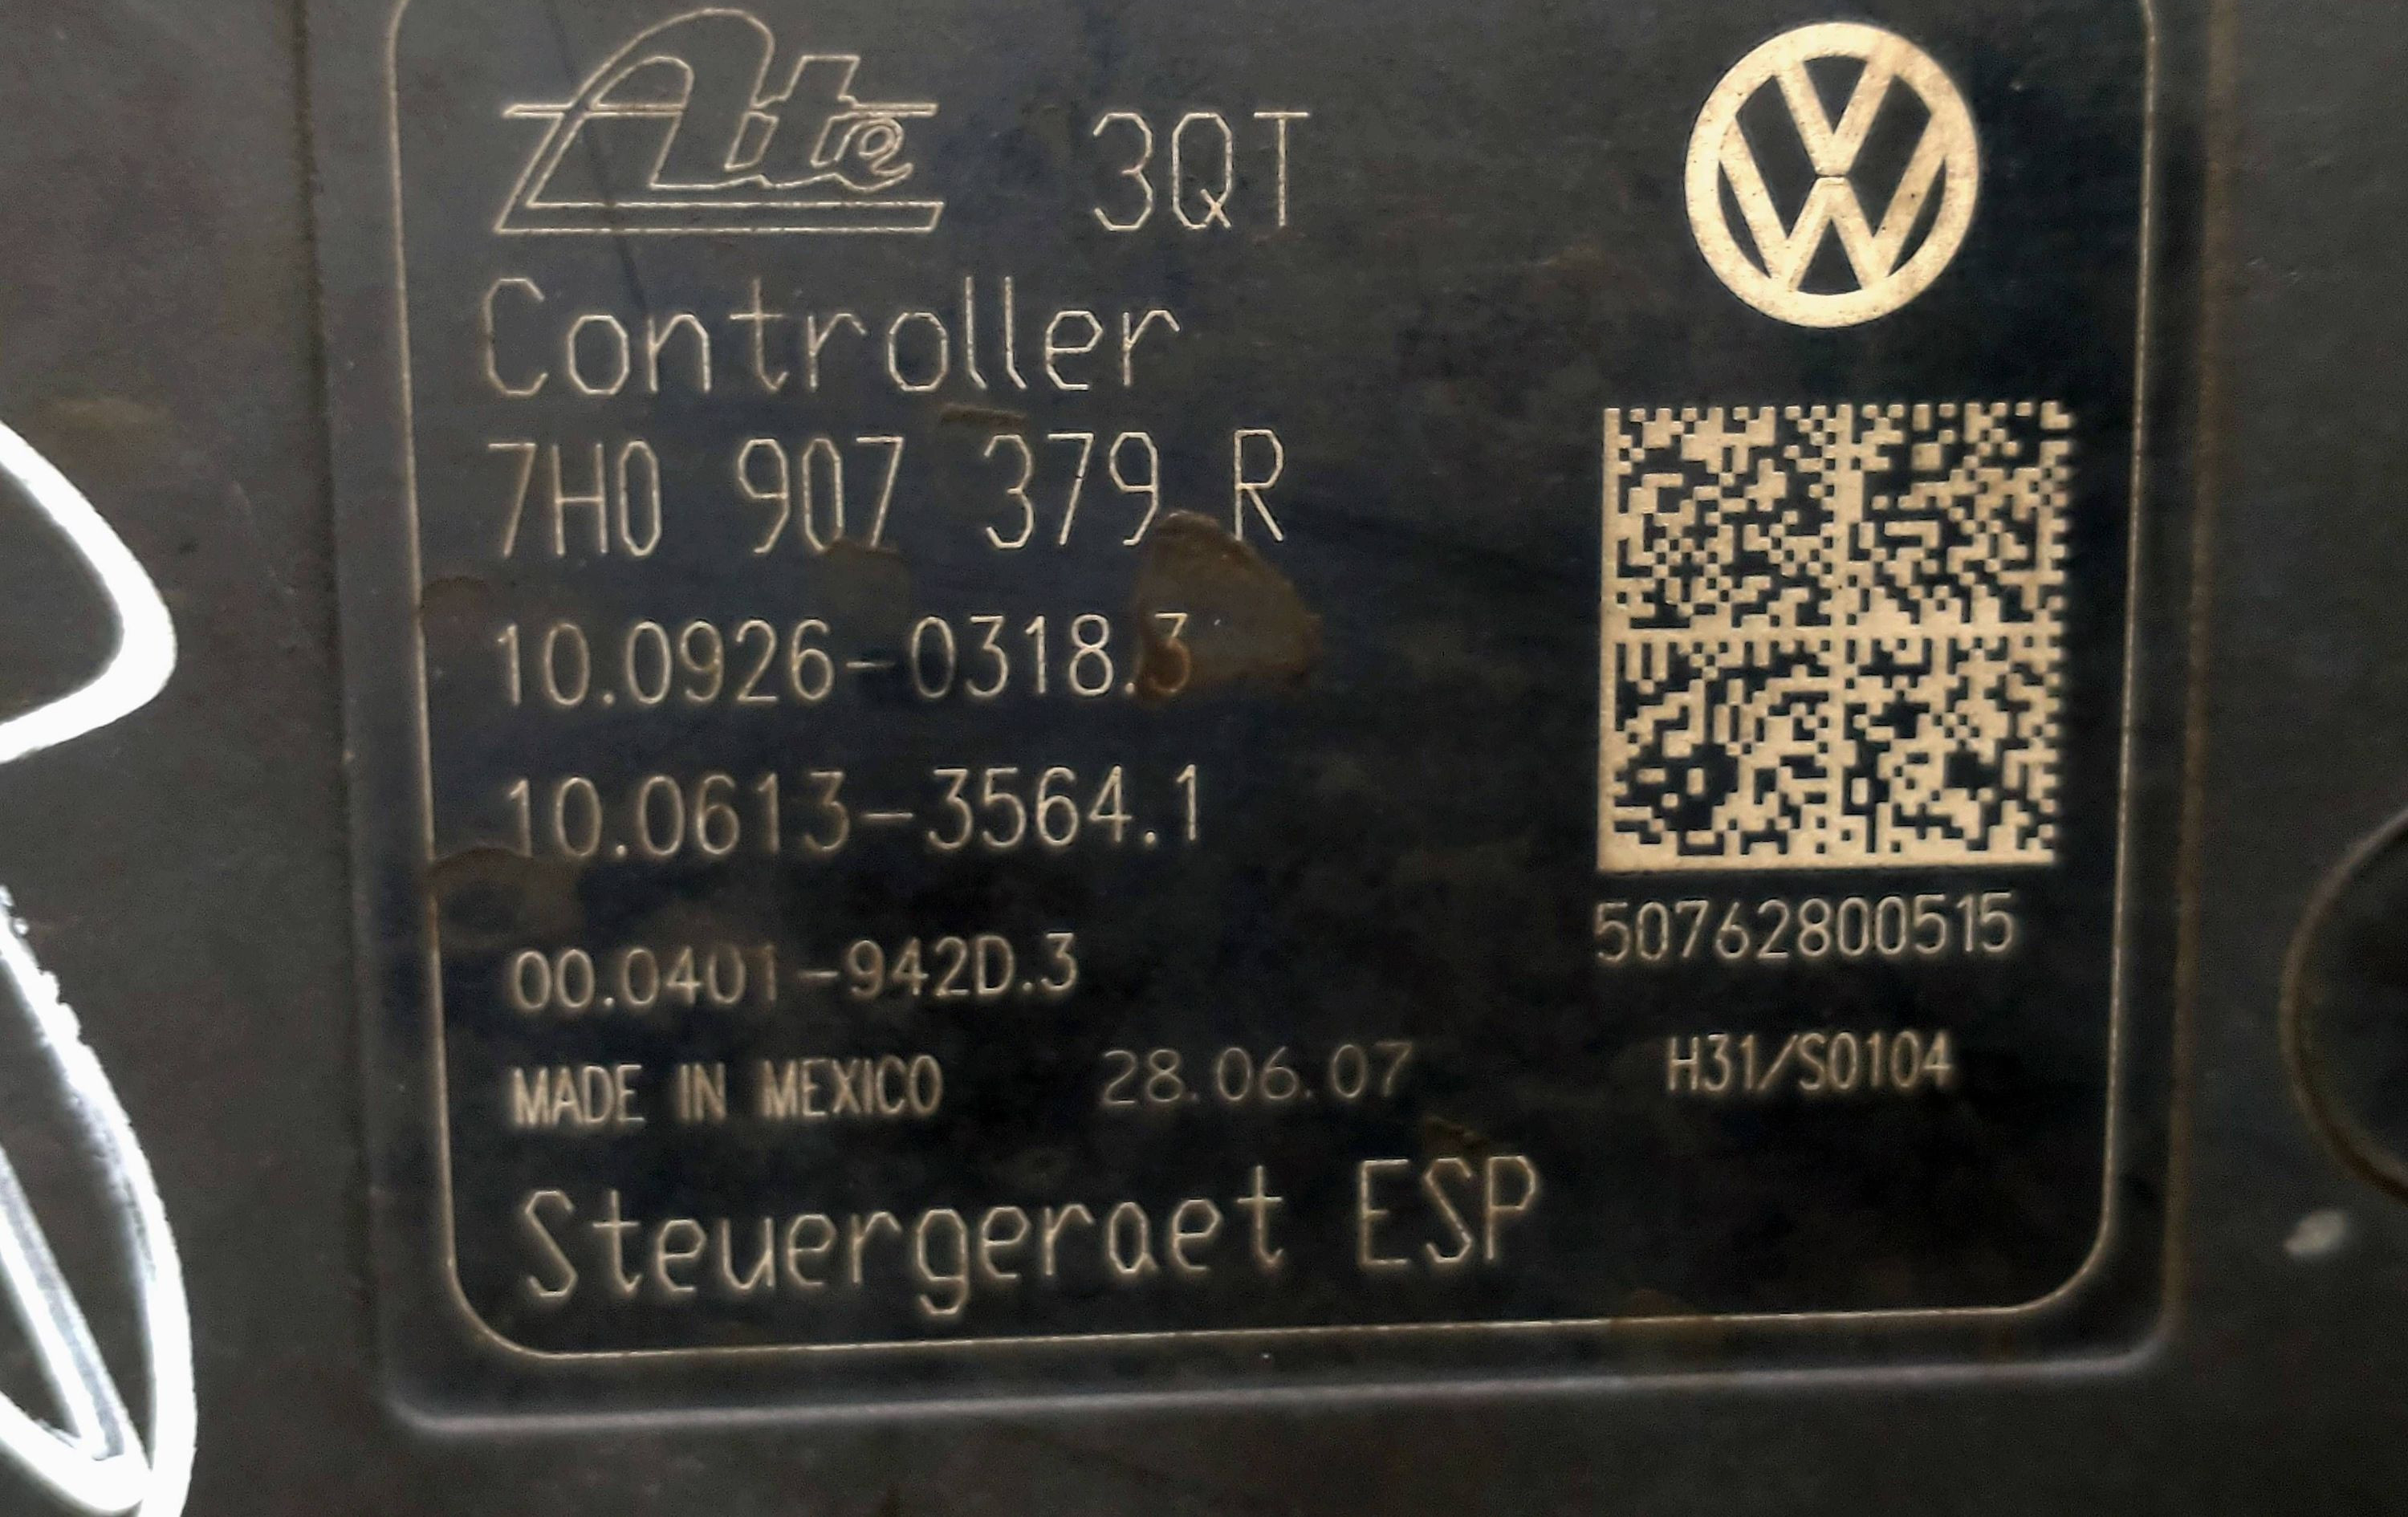 Ate 3QT
Controller
7H0 907 379 R
10.0926-0318.3
10.0613-3564.1
00.0401-942D.3
MADE IN MEXICO 28.06.07
Steuergeraet ESP
VW
50762800515
H31/S0104